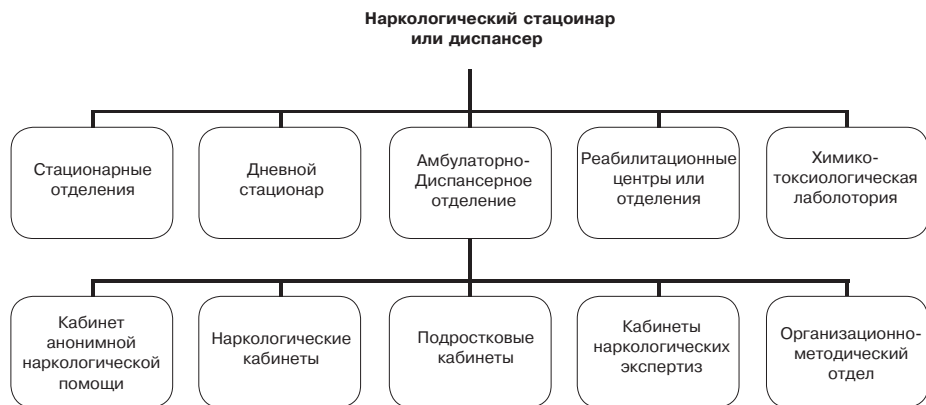 Наркологический стацоинар
или диспансер
Стационарные
отделения
Дневной
стационар
Амбулаторно-
Диспансерное
отделение
Реабилитационные
центры или
отделения
Химико-
токсиологическая
лаболотория
Кабинет
анонимной
наркологической
помощи
Наркологические
кабинеты
Подростковые
кабинеты
Кабинеты
наркологических
экспертиз
Организационно-
методический
отдел